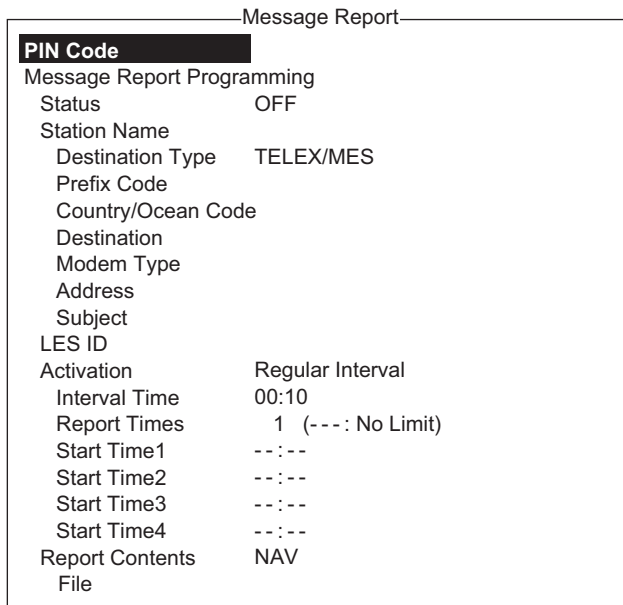 Message Report
PIN Code
Message Report Programming
Status OFF
Station Name
Destination Type TELEX/MES
Prefix Code
Country/Ocean Code
Destination
Modem Type
Address
Subject
LES ID
Activation Regular Interval
Interval Time 00:10
Report Times 1 (---: No Limit)
Start Time1 --:--
Start Time2 --:--
Start Time3 --:--
Start Time4 --:--
Report Contents NAV
File